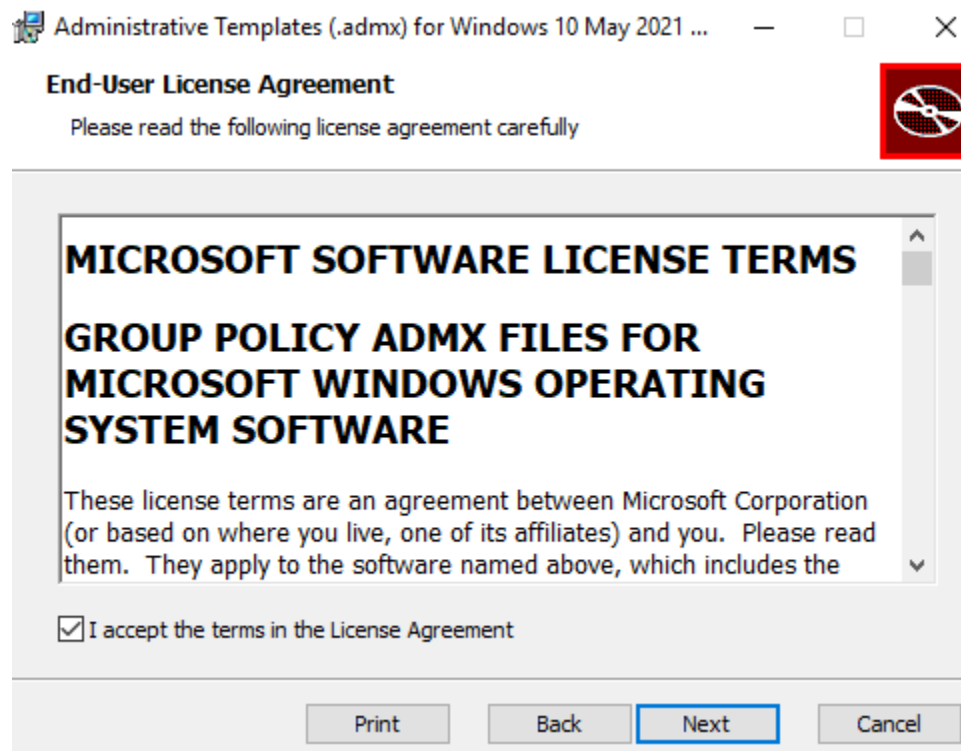 Administrative Templates (.admx) for Windows 10 May 2021 ...
End-User License Agreement
Please read the following license agreement carefully
MICROSOFT SOFTWARE LICENSE TERMS
GROUP POLICY ADMX FILES FOR
MICROSOFT WINDOWS OPERATING
SYSTEM SOFTWARE
These license terms are an agreement between Microsoft Corporation
(or based on where you live, one of its affiliates) and you.  Please read
them.  They apply to the software named above, which includes the
I accept the terms in the License Agreement
Print Back Next Cancel